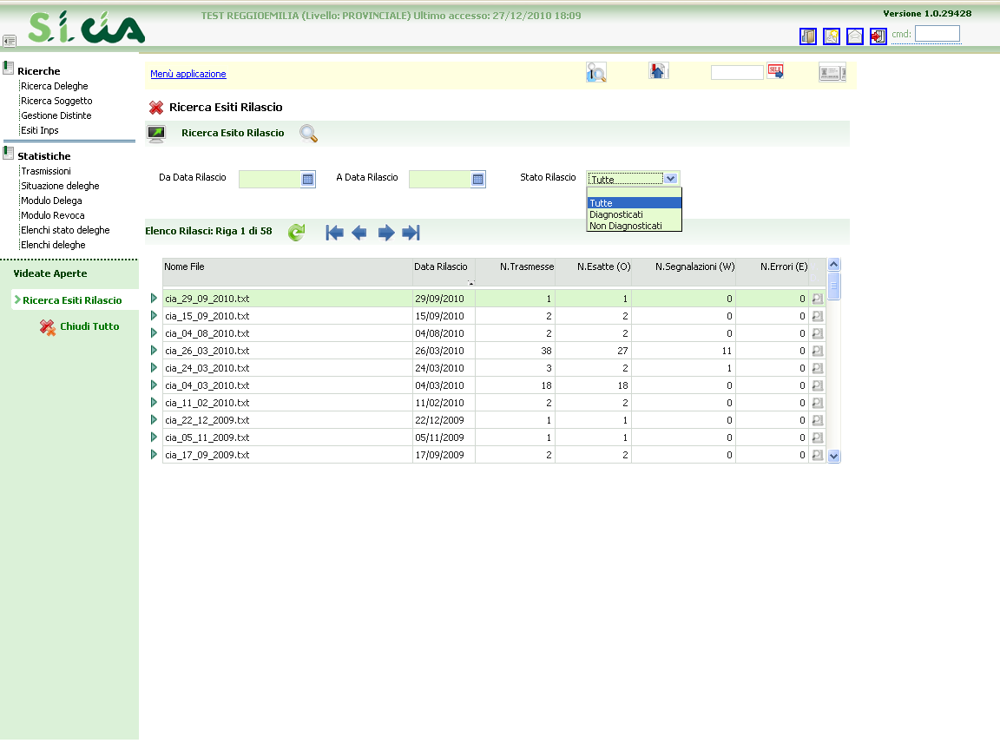 S.I. CIA
TEST REGGIOEMILIA (Livello: PROVINCIALE) Ultimo accesso: 27/12/2010 18:09
Versione 1.0.29428
cmd:
Ricerche
Ricerca Deleghe
Ricerca Soggetto
Gestione Distinte
Esiti Inps
Statistiche
Trasmissioni
Situazione deleghe
Modulo Delega
Modulo Revoca
Elenchi stato deleghe
Elenchi deleghe
Videate Aperte
Ricerca Esiti Rilascio
Chiudi Tutto
Menù applicazione
Ricerca Esiti Rilascio
Ricerca Esito Rilascio
Da Data Rilascio A Data Rilascio Stato Rilascio Tutte
Tutte
Diagnosticati
Non Diagnosticati
Elenco Rilasci: Riga 1 di 58
Nome File Data Rilascio N.Trasmesse N.Esatte (O) N.Segnalazioni (W) N.Errori (E)
cia_29_09_2010.txt 29/09/2010 1 1 0 0
cia_15_09_2010.txt 15/09/2010 2 2 0 0
cia_04_08_2010.txt 04/08/2010 2 2 0 0
cia_26_03_2010.txt 26/03/2010 38 27 11 0
cia_24_03_2010.txt 24/03/2010 3 2 1 0
cia_04_03_2010.txt 04/03/2010 18 18 0 0
cia_11_02_2010.txt 11/02/2010 2 2 0 0
cia_22_12_2009.txt 22/12/2009 1 1 0 0
cia_05_11_2009.txt 05/11/2009 1 1 0 0
cia_17_09_2009.txt 17/09/2009 2 2 0 0